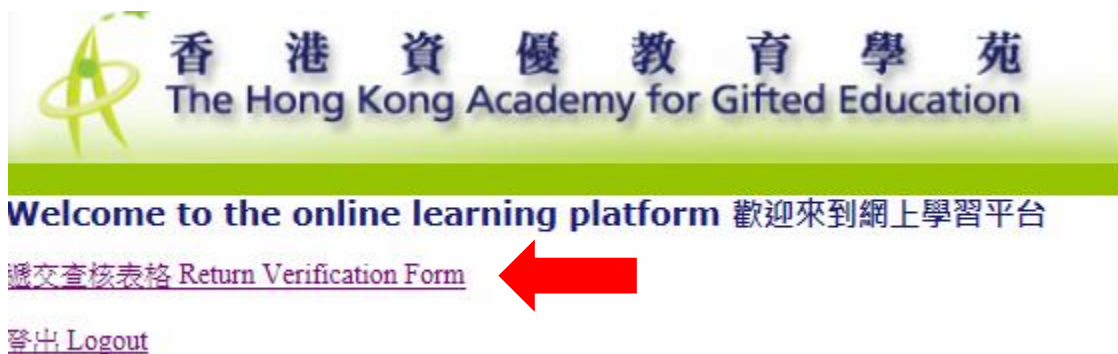 香港資優教育學苑
The Hong Kong Academy for Gifted Education
Welcome to the online learning platform 歡迎來到網上學習平台
遞交查核表格 Return Verification Form
登出 Logout